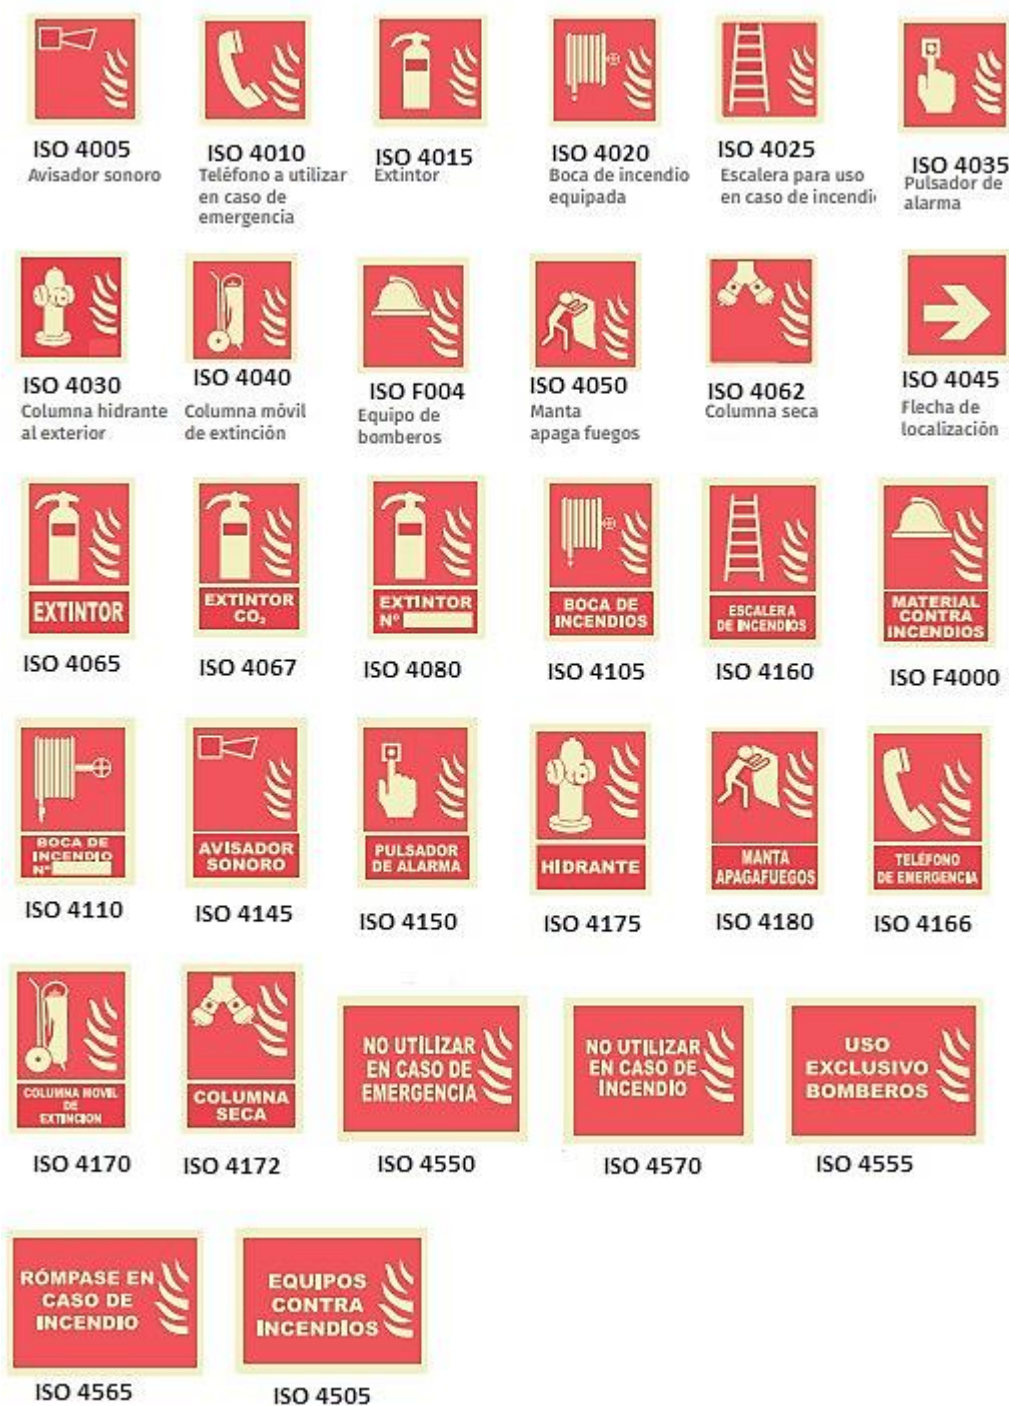 ISO 4005
Avisador sonoro
ISO 4010
Teléfono a utilizar
en caso de
emergencia
ISO 4015
Extintor
ISO 4020
Boca de incendio
equipada
ISO 4025
Escalera para uso
en caso de incendi
ISO 4035
Pulsador de
alarma
ISO 4030
Columna hidrante
al exterior
ISO 4040
Columna móvil
de extinción
ISO F004
Equipo de
bomberos
ISO 4050
Manta
apaga fuegos
ISO 4062
Columna seca
ISO 4045
Flecha de
localización
EXTINTOR
ISO 4065
EXTINTOR
CO₂
ISO 4067
EXTINTOR
Nº
ISO 4080
BOCA DE
INCENDIOS
ISO 4105
ESCALERA
DE INCENDIOS
ISO 4160
MATERIAL
CONTRA
INCENDIOS
ISO F4000
BOCA DE
INCENDIO
Nº
ISO 4110
AVISADOR
SONORO
ISO 4145
PULSADOR
DE ALARMA
ISO 4150
HIDRANTE
ISO 4175
MANTA
APAGAFUEGOS
ISO 4180
TELÉFONO
DE EMERGENCIA
ISO 4166
COLUMNA MOVIL
DE
EXTINCION
ISO 4170
COLUMNA
SECA
ISO 4172
NO UTILIZAR
EN CASO DE
EMERGENCIA
ISO 4550
NO UTILIZAR
EN CASO DE
INCENDIO
ISO 4570
USO
EXCLUSIVO
BOMBEROS
ISO 4555
RÓMPASE EN
CASO DE
INCENDIO
ISO 4565
EQUIPOS
CONTRA
INCENDIOS
ISO 4505